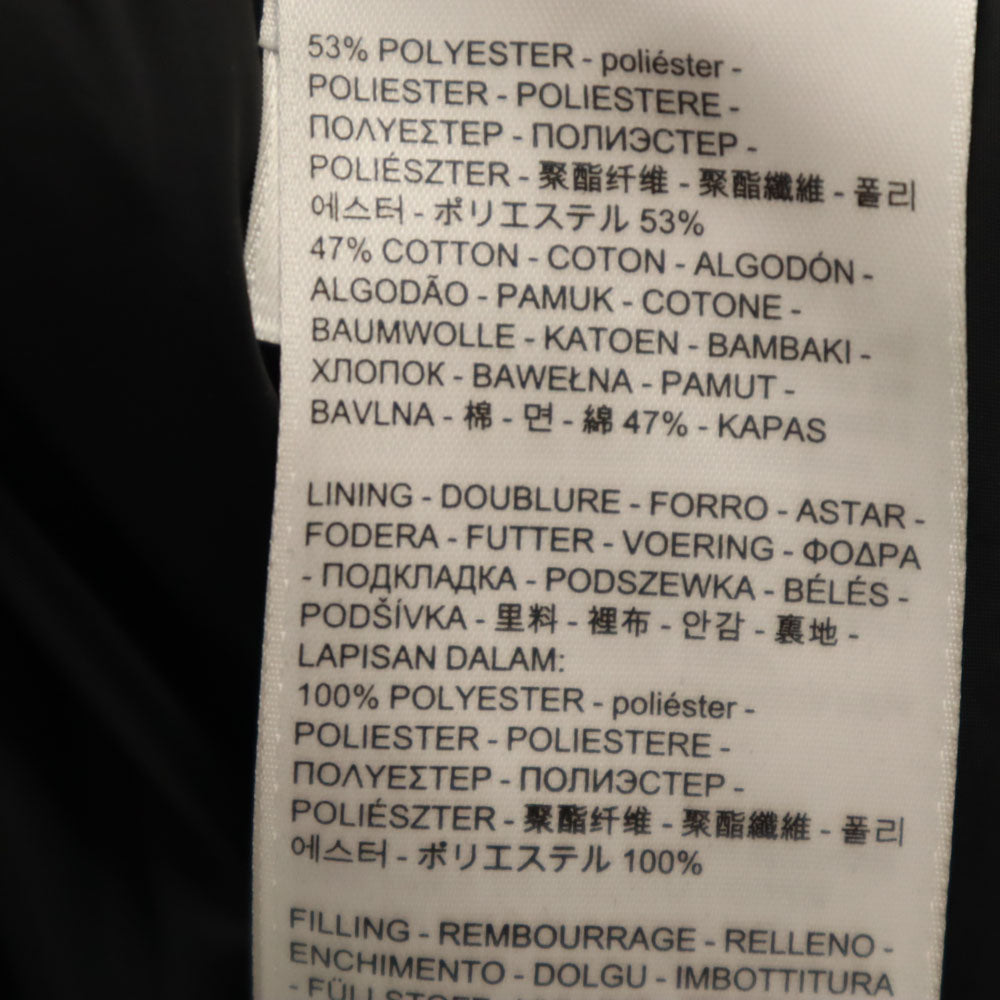 53% POLYESTER - poliéster -
POLIESTER - POLIESTERE -
ΠΟΛΥΕΣΤΕΡ - ПОЛИЭСТЕР -
POLIÉSZTER - 聚酯纤维 - 聚酯纖維 - 폴리
에스터 - ポリエステル 53%
47% COTTON - COTON - ALGODÓN -
ALGODÃO - PAMUK - COTONE -
BAUMWOLLE - KATOEN - BAMBAKI -
ХЛОПОК - BAWEŁNA - PAMUT -
BAVLNA - 棉 - 면 - 綿 47% - KAPAS
LINING - DOUBLURE - FORRO - ASTAR -
FODERA - FUTTER - VOERING - ΦΟΔΡΑ
- ПОДКЛАДКА - PODSZEWKA - BÉLÉS -
PODŠÍVKA - 里料 - 裡布 - 안감 - 裏地 -
LAPISAN DALAM:
100% POLYESTER - poliéster -
POLIESTER - POLIESTERE -
ΠΟΛΥΕΣΤΕΡ - ПОЛИЭСТЕР -
POLIÉSZTER - 聚酯纤维 - 聚酯纖維 - 폴리
에스터 - ポリエステル 100%
FILLING - REMBOURRAGE - RELLENO -
ENCHIMENTO - DOLGU - IMBOTTITURA